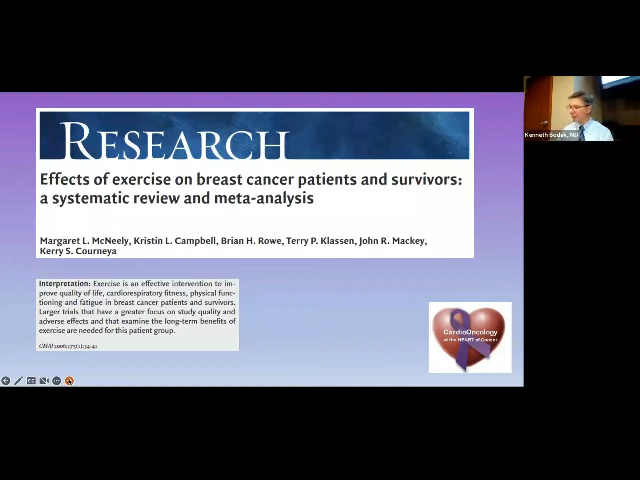 RESEARCH
Effects of exercise on breast cancer patients and survivors:
a systematic review and meta-analysis
Margaret L. McNeely, Kristin L. Campbell, Brian H. Rowe, Terry P. Klassen, John R. Mackey,
Kerry S. Courneya
Interpretation: Exercise is an effective intervention to im-
prove quality of life, cardiorespiratory fitness, physical func-
tioning and fatigue in breast cancer patients and survivors.
Larger trials that have a greater focus on study quality and
adverse effects and that examine the long-term benefits of
exercise are needed for this patient group.
CMAJ 2006;175(1):34-41
CardioOncology
at the HEART of Cancer
Kenneth Bodek, ND